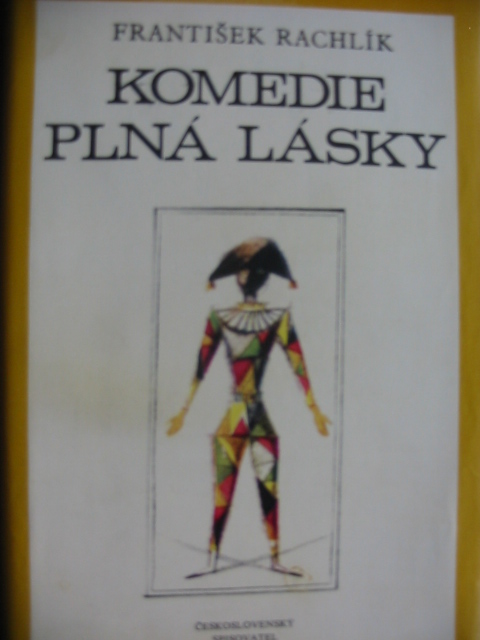 FRANTIŠEK RACHLÍK
KOMEDIE
PLNÁ LÁSKY
ČESKOSLOVENSKÝ
SPISOVATEL